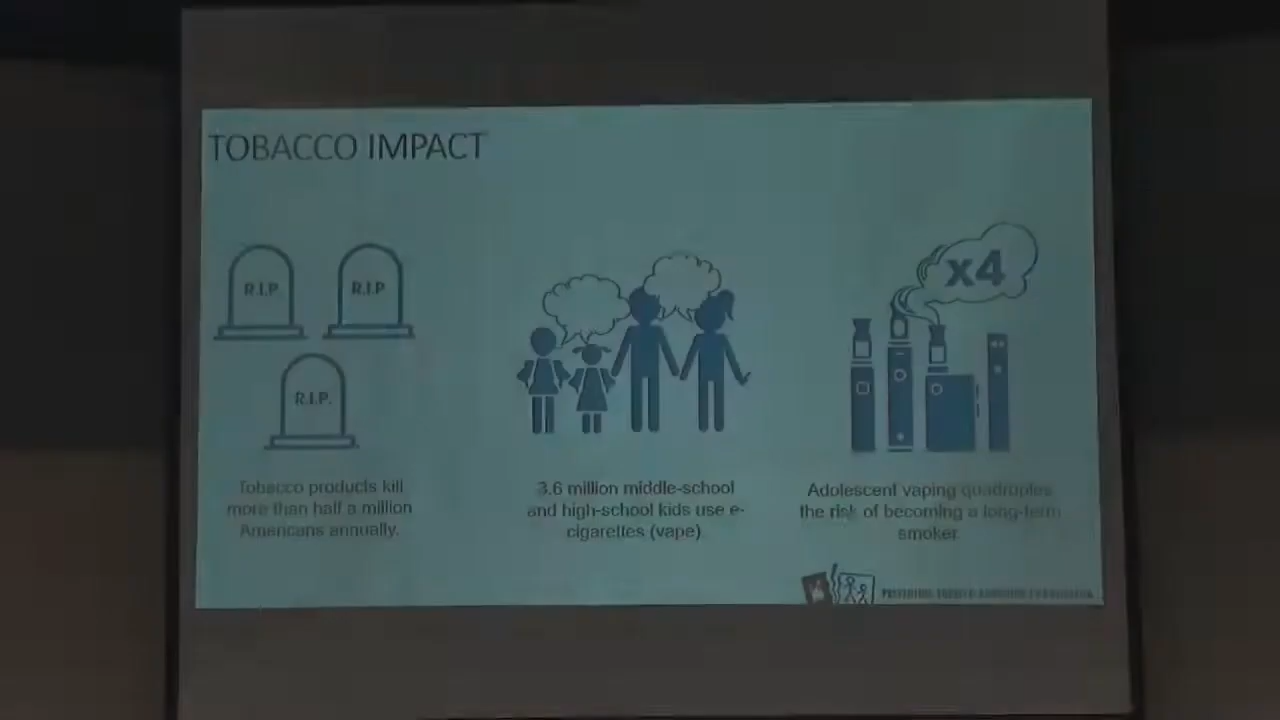 TOBACCO IMPACT
R.I.P.
R.I.P.
R.I.P.
x4
Tobacco products kill
more than half a million
Americans annually.
3.6 million middle-school
and high-school kids use e-
cigarettes (vape)
Adolescent vaping quadruples
the risk of becoming a long-term
smoker.